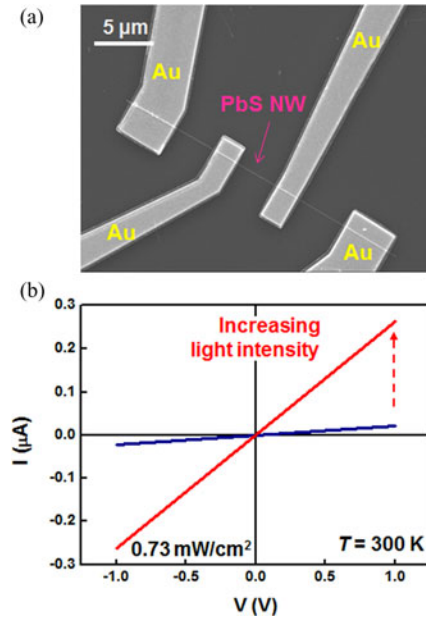 (a)
5 μm
Au
Au
PbS NW
Au
Au
(b)
0.3
Increasing
light intensity
0.2
0.1
I (μA)
0.0
-0.1
-0.2
0.73 mW/cm²
T = 300 K
-0.3
-1.0 -0.5 0.0 0.5 1.0
V (V)